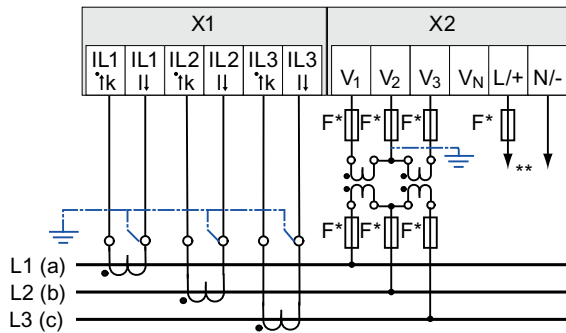 X1 X2
IL1 IL1 IL2 IL2 IL3 IL3
k l k l k l
V1 V2 V3 VN L/+ N/-
F* F* F* F*
**
F* F* F*
L1 (a)
L2 (b)
L3 (c)